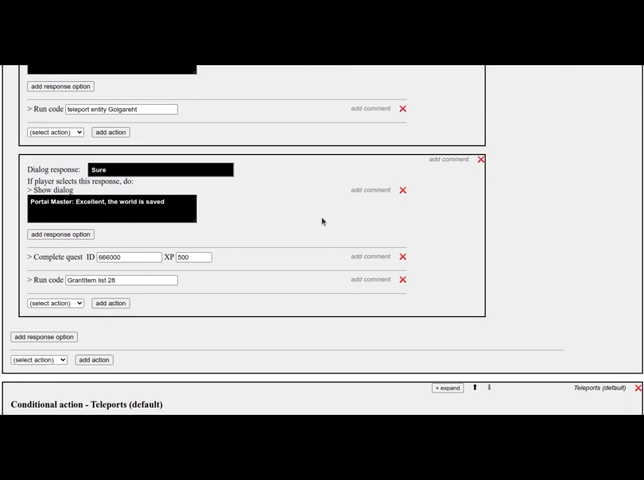 add response option
> Run code teleport entity Golgareht add comment
(select action) add action
add comment
Dialog response: Sure
If player selects this response, do:
> Show dialog add comment
Portal Master: Excellent, the world is saved
add response option
> Complete quest ID 666000 XP 500 add comment
> Run code GrantItem list 28 add comment
(select action) add action
add response option
(select action) add action
+ expand Teleports (default)
Conditional action - Teleports (default)